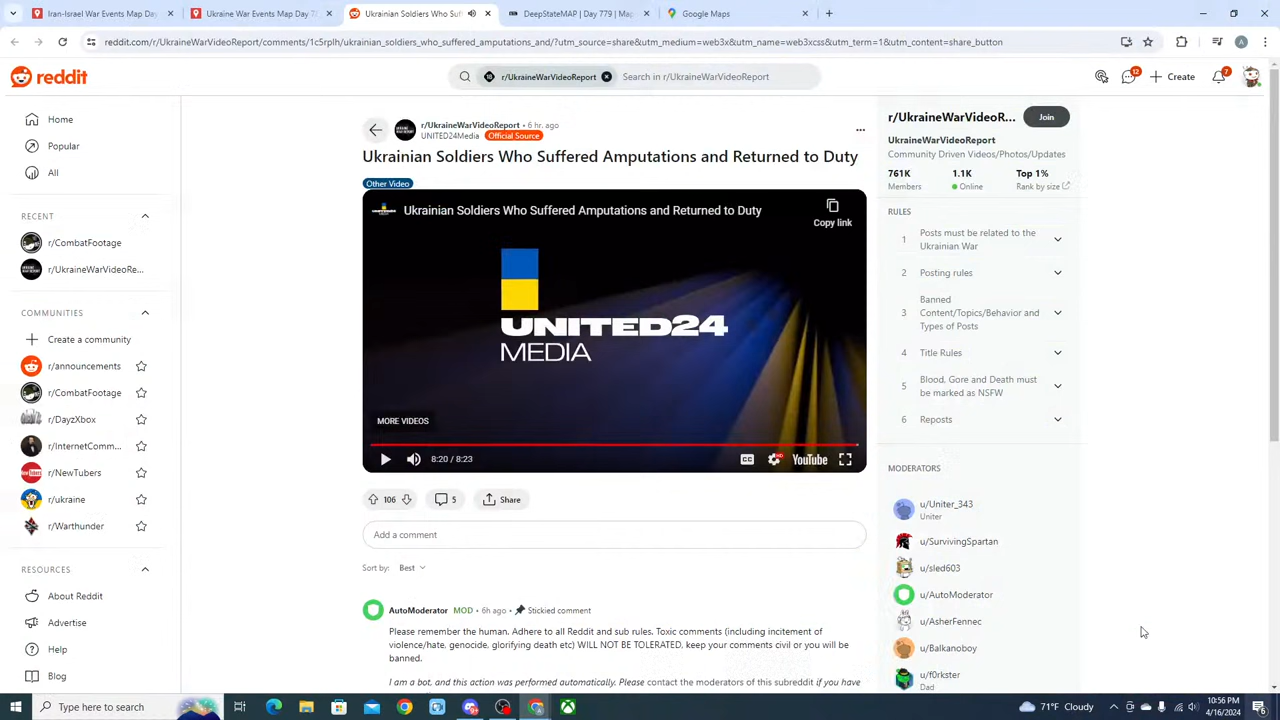 Iran-Israel War Events Map Day
Ukraine War Events Map Day 7
Ukrainian Soldiers Who Suff
DeepStateMAP | Day 779 | Map
Google Maps
reddit.com/r/UkraineWarVideoReport/comments/1c5rplh/ukrainian_soldiers_who_suffered_amputations_and/?utm_source=share&utm_medium=web3x&utm_name=web3xcss&utm_term=1&utm_content=share_button
reddit
r/UkraineWarVideoReport
Search in r/UkraineWarVideoReport
12
Create
7
Home
Popular
All
RECENT
r/CombatFootage
r/UkraineWarVideoRe...
COMMUNITIES
Create a community
r/announcements
r/CombatFootage
r/DayzXbox
r/InternetComm...
r/NewTubers
r/ukraine
r/Warthunder
RESOURCES
About Reddit
Advertise
Help
Blog
r/UkraineWarVideoReport • 6 hr. ago
UNITED24Media Official Source
Ukrainian Soldiers Who Suffered Amputations and Returned to Duty
Other Video
Ukrainian Soldiers Who Suffered Amputations and Returned to Duty
Copy link
UNITED24
MEDIA
MORE VIDEOS
8:20 / 8:23
CC
HD
YouTube
106
5
Share
Add a comment
Sort by: Best
AutoModerator MOD • 6h ago • Stickied comment
Please remember the human. Adhere to all Reddit and sub rules. Toxic comments (including incitement of
violence/hate, genocide, glorifying death etc) WILL NOT BE TOLERATED, keep your comments civil or you will be
banned.
I am a bot, and this action was performed automatically. Please contact the moderators of this subreddit if you have
r/UkraineWarVideoR...
Join
UkraineWarVideoReport
Community Driven Videos/Photos/Updates
761K 1.1K Top 1%
Members Online Rank by size
RULES
1 Posts must be related to the
Ukrainian War
2 Posting rules
3 Banned
Content/Topics/Behavior and
Types of Posts
4 Title Rules
5 Blood, Gore and Death must
be marked as NSFW
6 Reposts
MODERATORS
u/Uniter_343
Uniter
u/SurvivingSpartan
u/sled603
u/AutoModerator
u/AsherFennec
u/Balkanoboy
u/f0rkster
Dad
Type here to search
71°F Cloudy
10:56 PM
4/16/2024
6